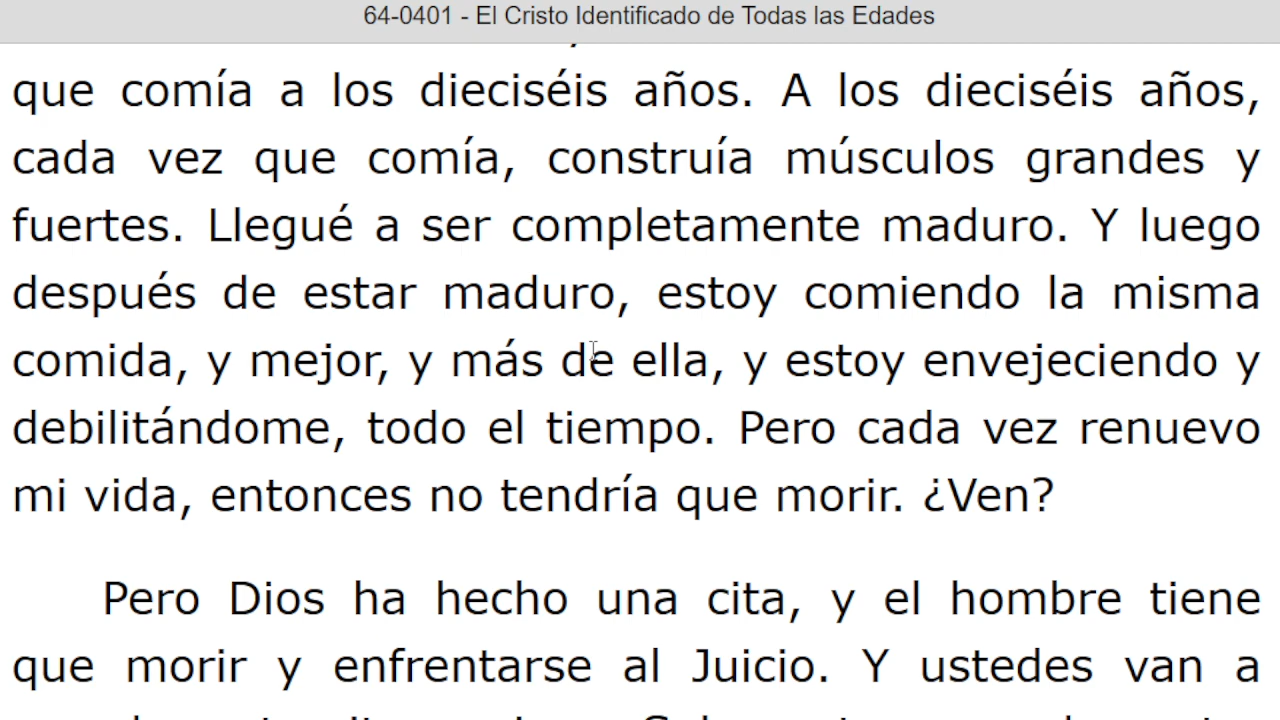 64-0401 - El Cristo Identificado de Todas las Edades
que comía a los dieciséis años. A los dieciséis años,
cada vez que comía, construía músculos grandes y
fuertes. Llegué a ser completamente maduro. Y luego
después de estar maduro, estoy comiendo la misma
comida, y mejor, y más de ella, y estoy envejeciendo y
debilitándome, todo el tiempo. Pero cada vez renuevo
mi vida, entonces no tendría que morir. ¿Ven?
Pero Dios ha hecho una cita, y el hombre tiene
que morir y enfrentarse al Juicio. Y ustedes van a